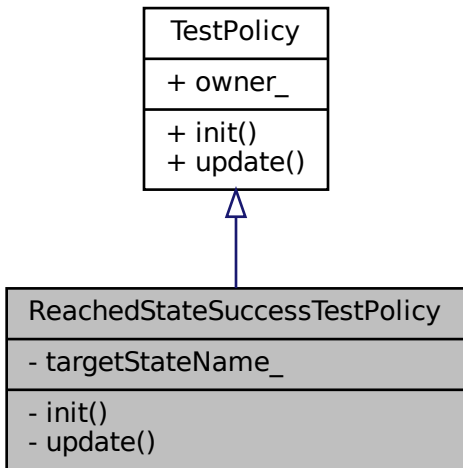 TestPolicy
+ owner_
+ init()
+ update()
ReachedStateSuccessTestPolicy
- targetStateName_
- init()
- update()